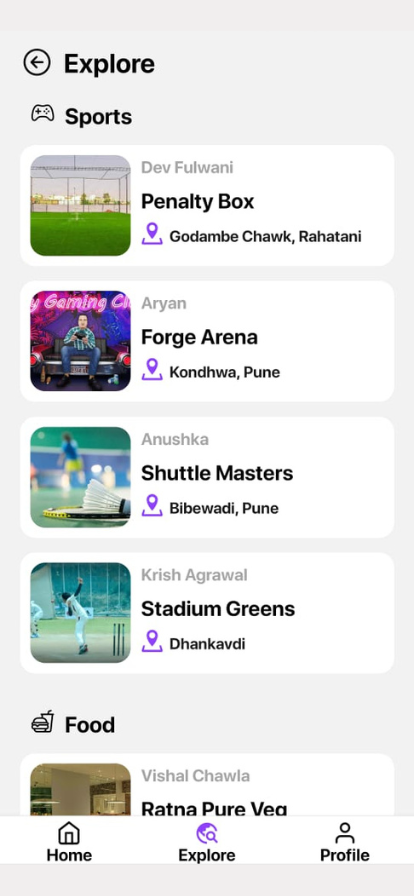 Explore
Sports
Dev Fulwani
Penalty Box
Godambe Chawk, Rahatani
y Gaming Cl
Aryan
Forge Arena
Kondhwa, Pune
Anushka
Shuttle Masters
Bibewadi, Pune
Krish Agrawal
Stadium Greens
Dhankavdi
Food
Vishal Chawla
Ratna Pure Veg
Home
Explore
Profile